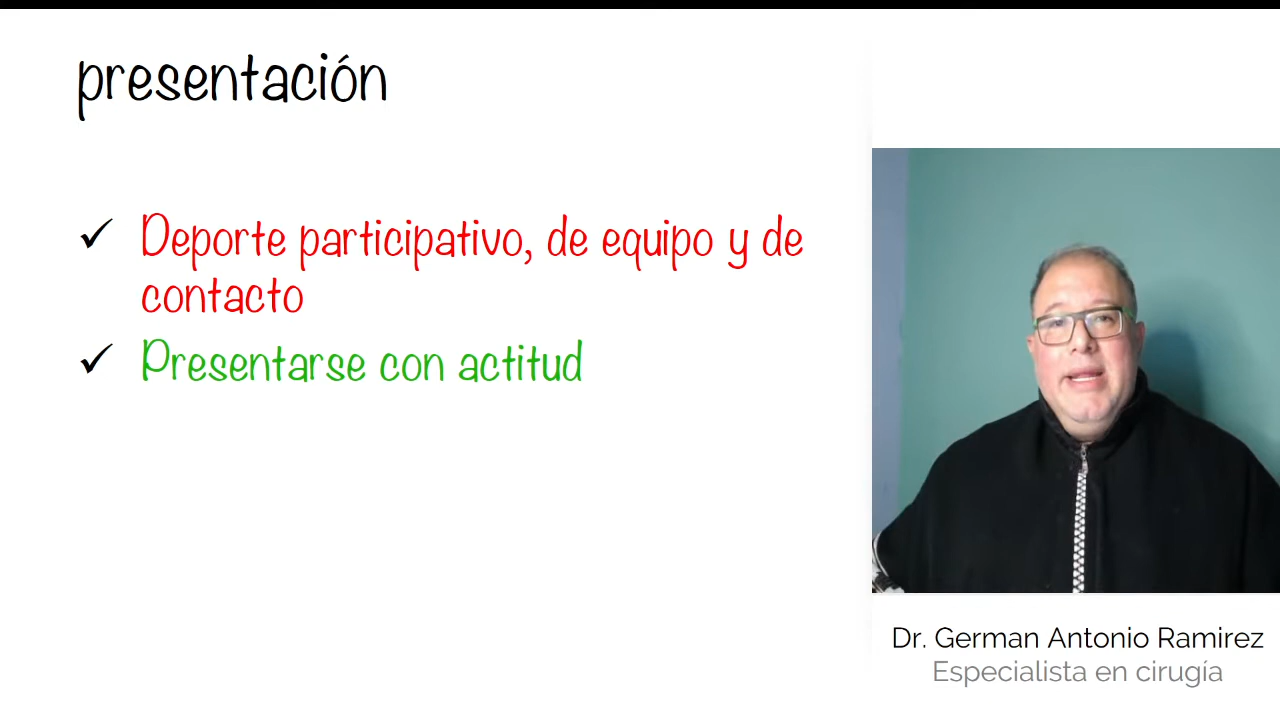 presentación
Deporte participativo, de equipo y de
contacto
Presentarse con actitud
Dr. German Antonio Ramirez
Especialista en cirugía